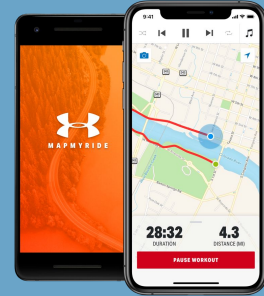 MAPMYRIDE
9:41
28:32
4.3
DURATION
DISTANCE (MI)
PAUSE WORKOUT